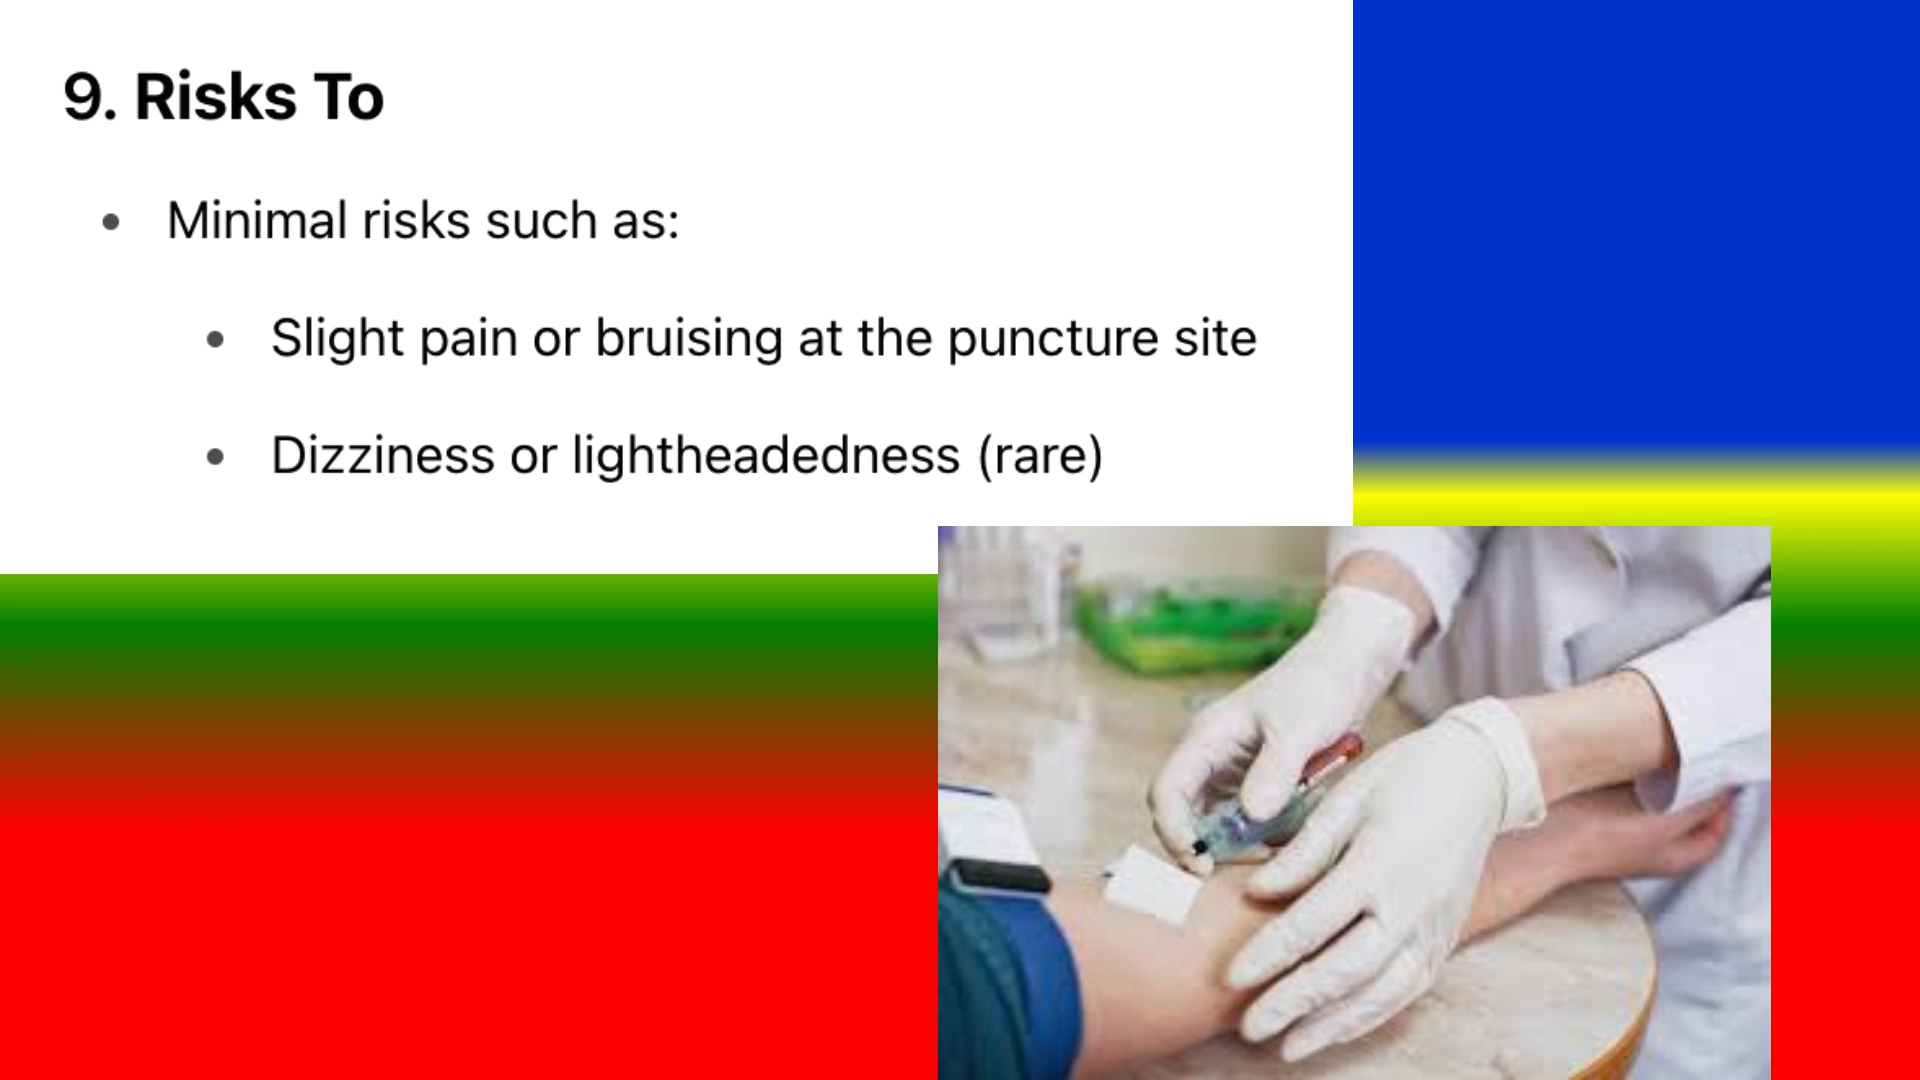 9. Risks To
• Minimal risks such as:
• Slight pain or bruising at the puncture site
• Dizziness or lightheadedness (rare)